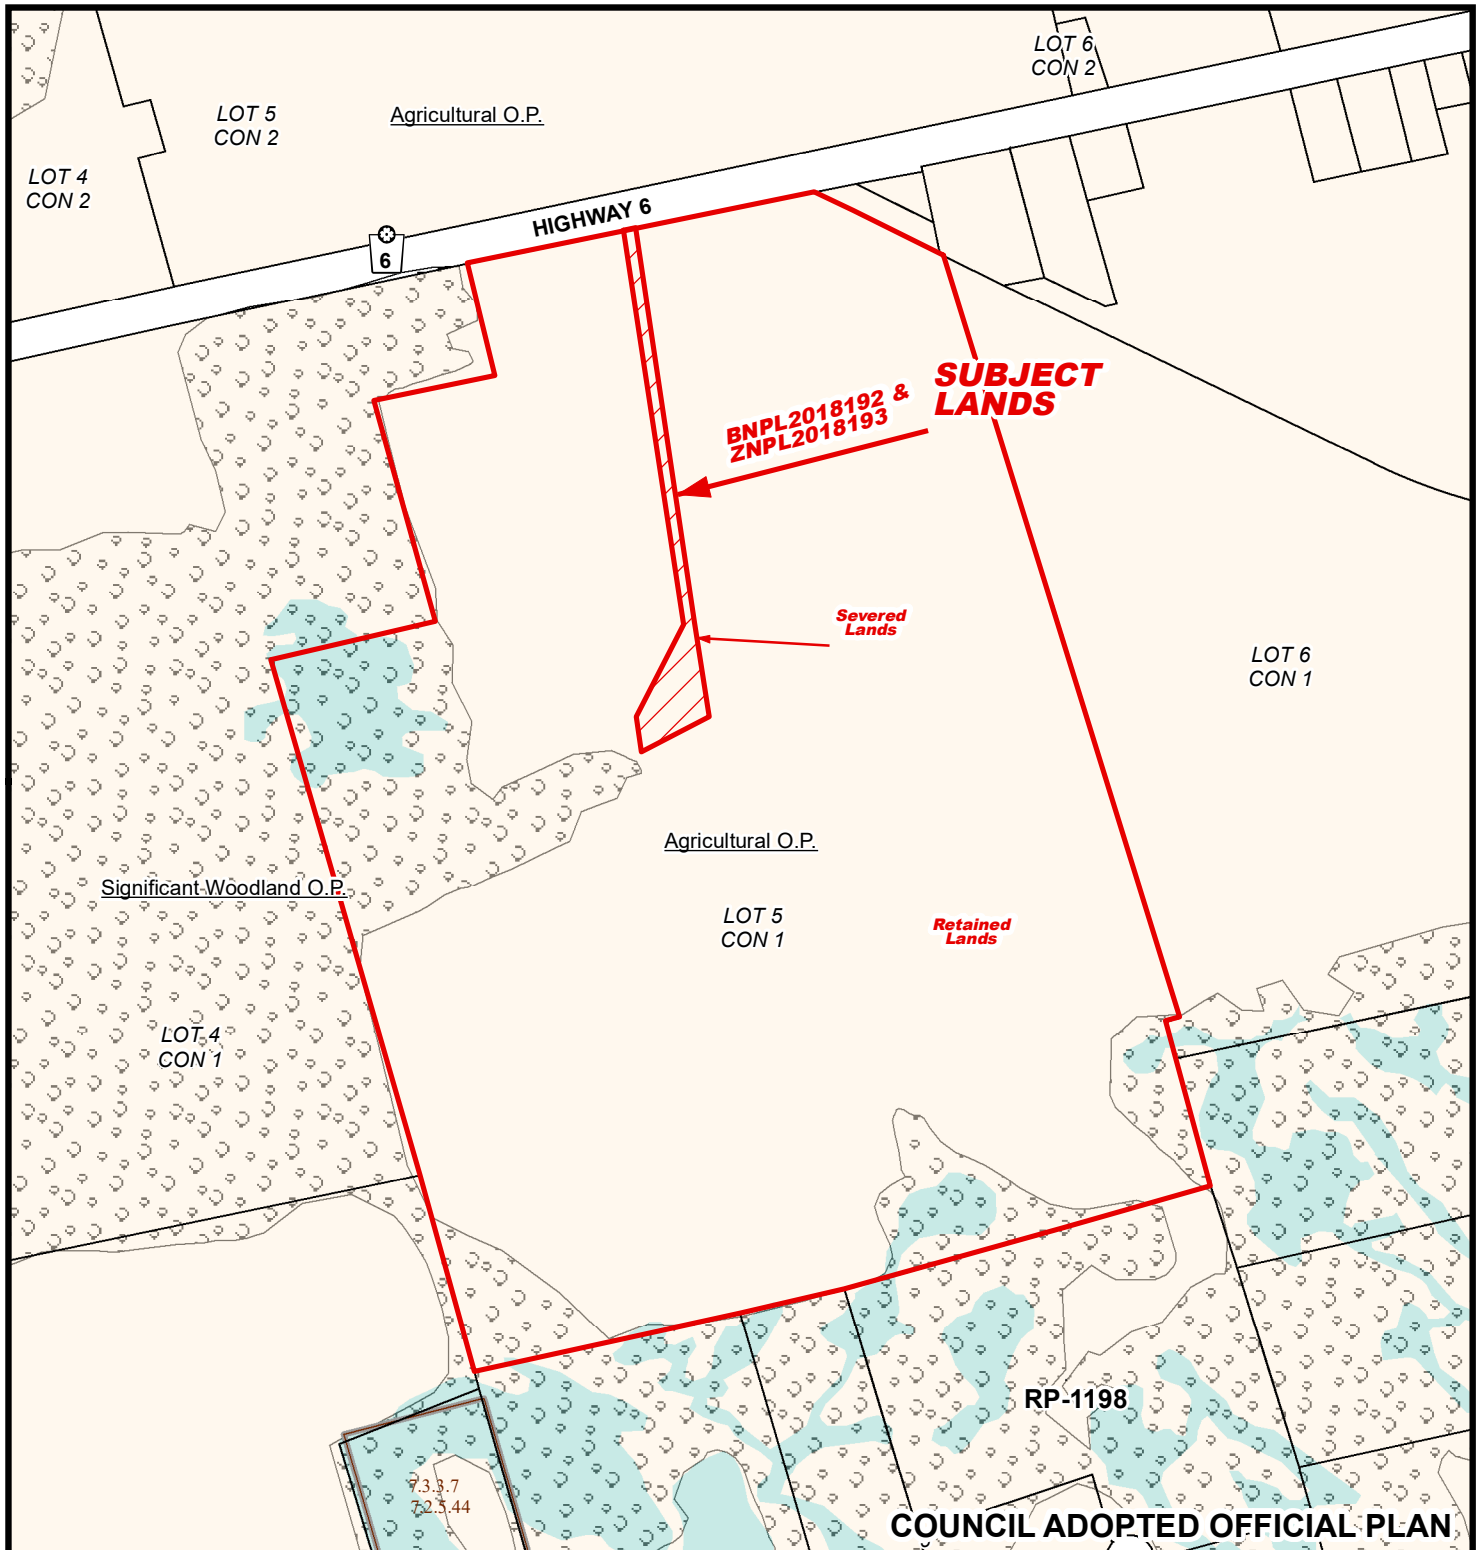 LOT 6
CON 2
LOT 5
CON 2
Agricultural O.P.
LOT 4
CON 2
HIGHWAY 6
6
SUBJECT
LANDS
BNPL2018192 &
ZNPL2018193
Severed
Lands
LOT 6
CON 1
Agricultural O.P.
Significant Woodland O.P.
LOT 5
CON 1
Retained
Lands
LOT 4
CON 1
RP-1198
7.3.3.7
7.2.5.44
COUNCIL ADOPTED OFFICIAL PLAN